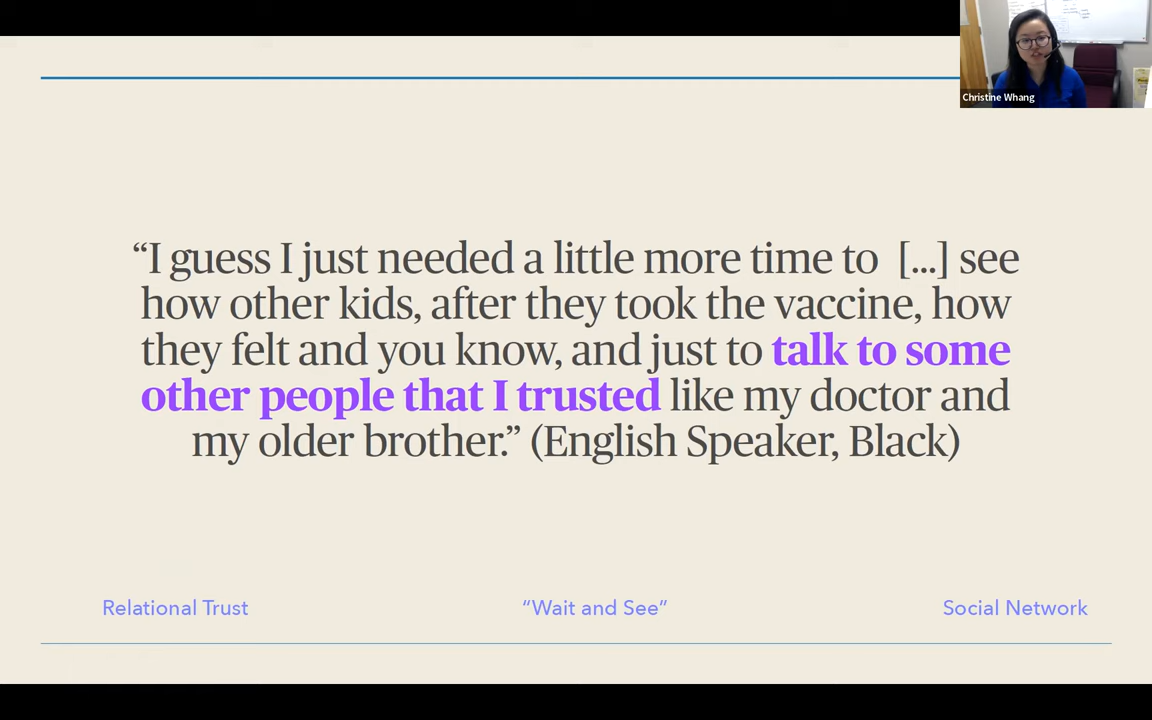 Christine Whang
“I guess I just needed a little more time to  [...] see
how other kids, after they took the vaccine, how
they felt and you know, and just to talk to some
other people that I trusted like my doctor and
my older brother.” (English Speaker, Black)
Relational Trust
“Wait and See”
Social Network